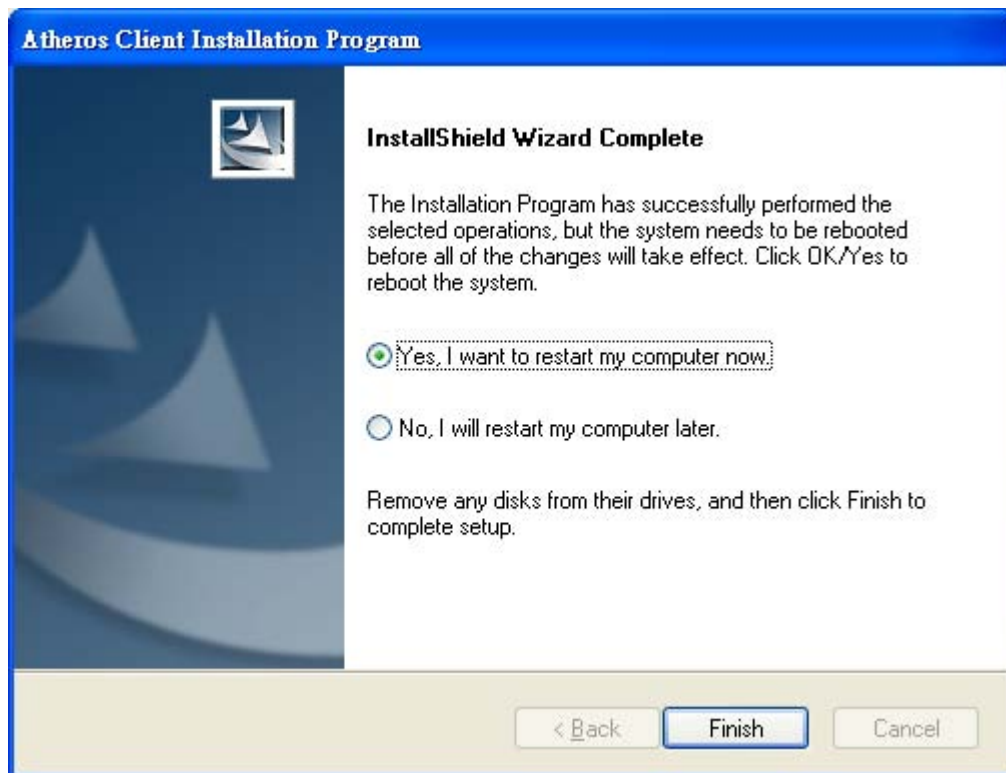 Atheros Client Installation Program
InstallShield Wizard Complete
The Installation Program has successfully performed the
selected operations, but the system needs to be rebooted
before all of the changes will take effect. Click OK/Yes to
reboot the system.
Yes, I want to restart my computer now.
No, I will restart my computer later.
Remove any disks from their drives, and then click Finish to
complete setup.
< Back
Finish
Cancel